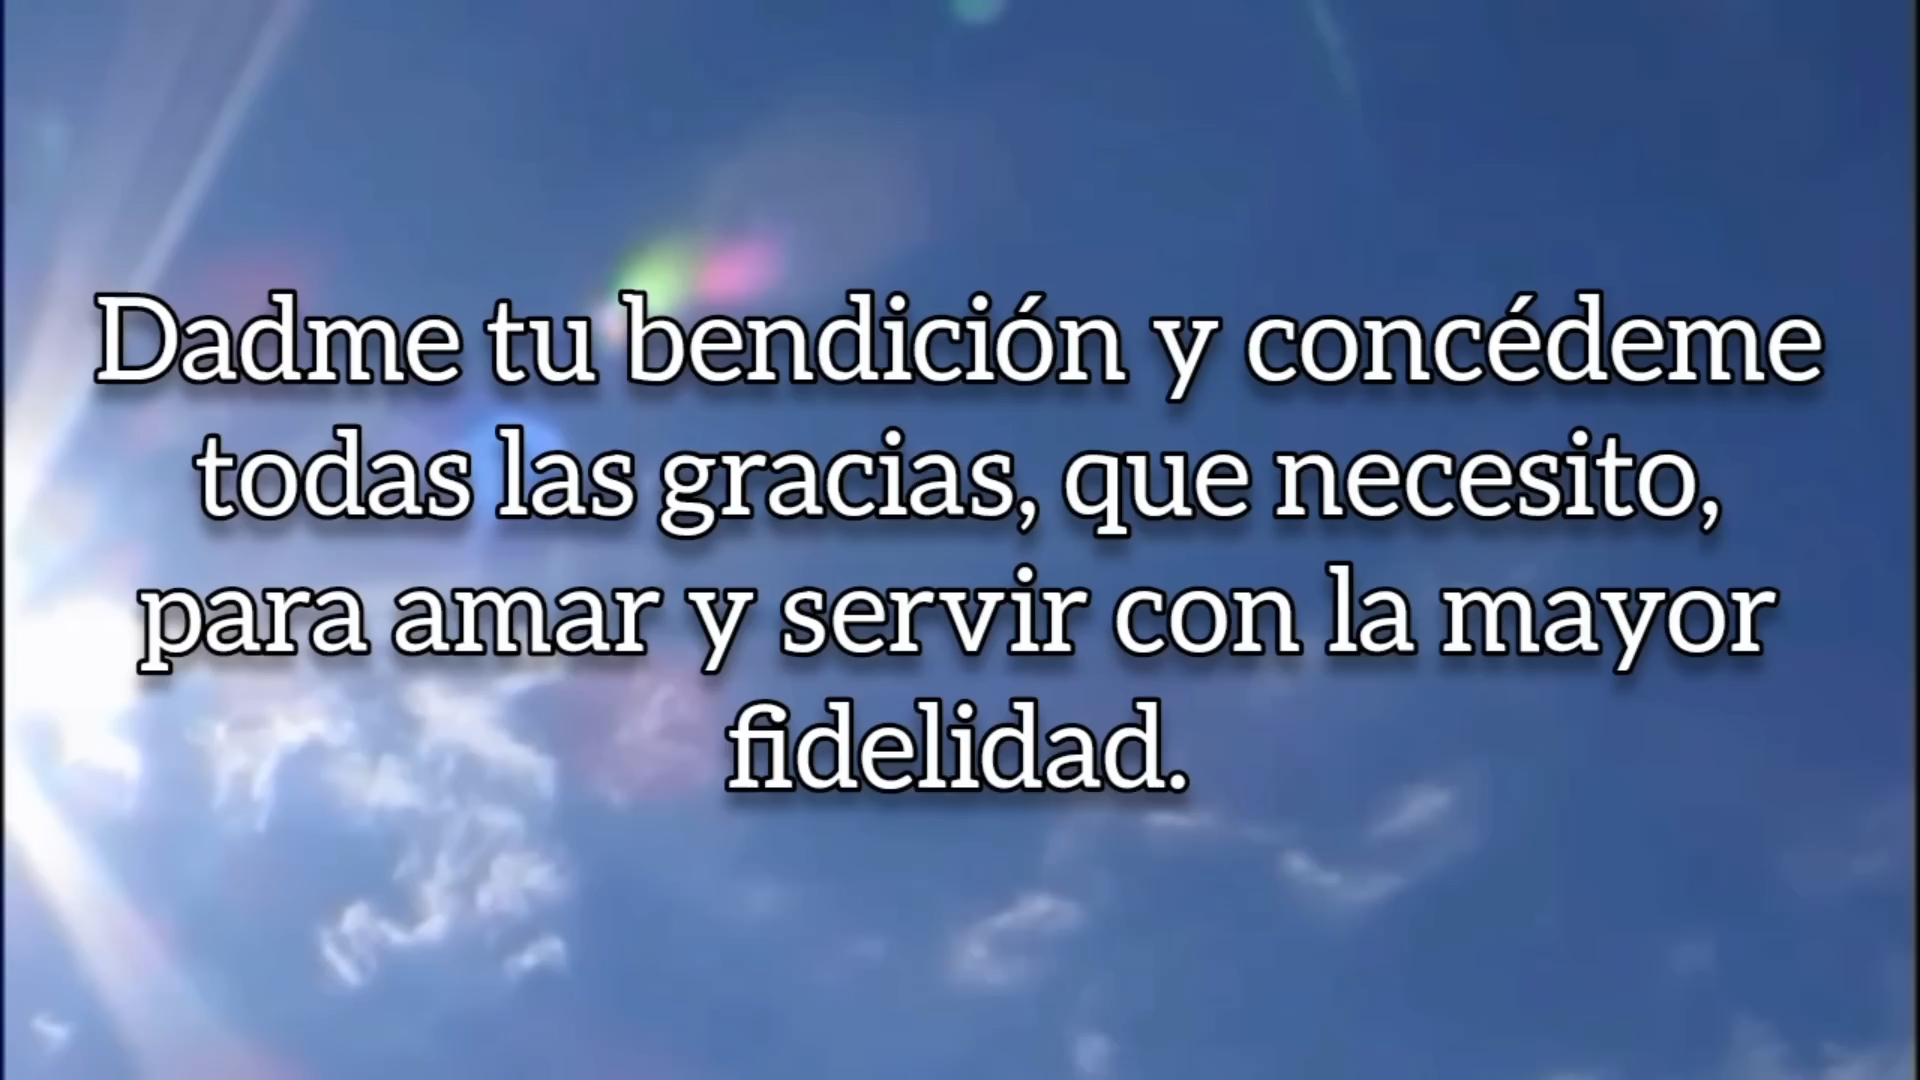 Dadme tu bendición y concédeme
todas las gracias, que necesito,
para amar y servir con la mayor
fidelidad.